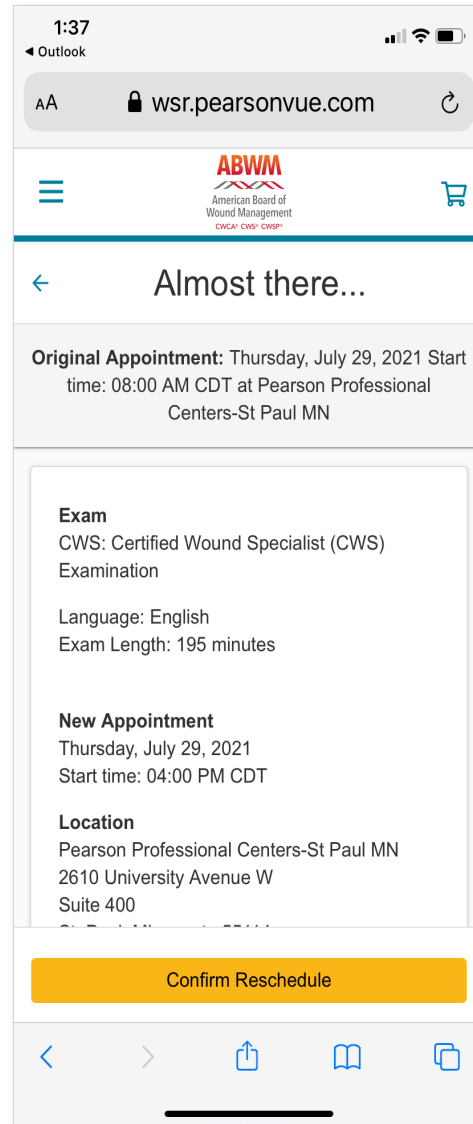 1:37
◀ Outlook
AA wsr.pearsonvue.com
ABWM
American Board of
Wound Management
CWCA® CWS® CWSP®
Almost there...
Original Appointment: Thursday, July 29, 2021 Start
time: 08:00 AM CDT at Pearson Professional
Centers-St Paul MN
Exam
CWS: Certified Wound Specialist (CWS)
Examination
Language: English
Exam Length: 195 minutes
New Appointment
Thursday, July 29, 2021
Start time: 04:00 PM CDT
Location
Pearson Professional Centers-St Paul MN
2610 University Avenue W
Suite 400
Confirm Reschedule